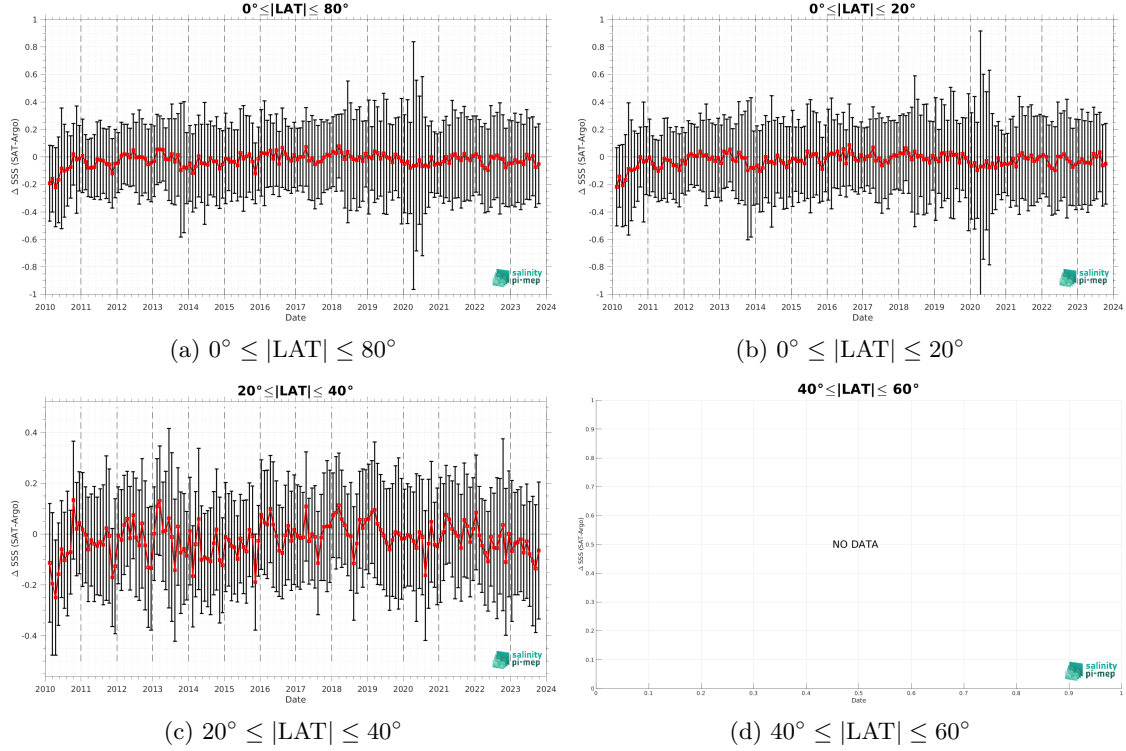 0°≤|LAT|≤ 80°
1
0.8
0.6
0.4
0.2
0
-0.2
-0.4
-0.6
-0.8
-1
Δ SSS (SAT-Argo)
2010 2011 2012 2013 2014 2015 2016 2017 2018 2019 2020 2021 2022 2023 2024
Date
salinity
pi-mep
(a) 0° ≤ |LAT| ≤ 80°
0°≤|LAT|≤ 20°
1
0.8
0.6
0.4
0.2
0
-0.2
-0.4
-0.6
-0.8
-1
Δ SSS (SAT-Argo)
2010 2011 2012 2013 2014 2015 2016 2017 2018 2019 2020 2021 2022 2023 2024
Date
salinity
pi-mep
(b) 0° ≤ |LAT| ≤ 20°
20°≤|LAT|≤ 40°
0.4
0.2
0
-0.2
-0.4
Δ SSS (SAT-Argo)
2010 2011 2012 2013 2014 2015 2016 2017 2018 2019 2020 2021 2022 2023 2024
Date
salinity
pi-mep
(c) 20° ≤ |LAT| ≤ 40°
40°≤|LAT|≤ 60°
1
0.9
0.8
0.7
0.6
0.5
0.4
0.3
0.2
0.1
0
Δ SSS (SAT-Argo)
NO DATA
0 0.1 0.2 0.3 0.4 0.5 0.6 0.7 0.8 0.9 1
Date
salinity
pi-mep
(d) 40° ≤ |LAT| ≤ 60°